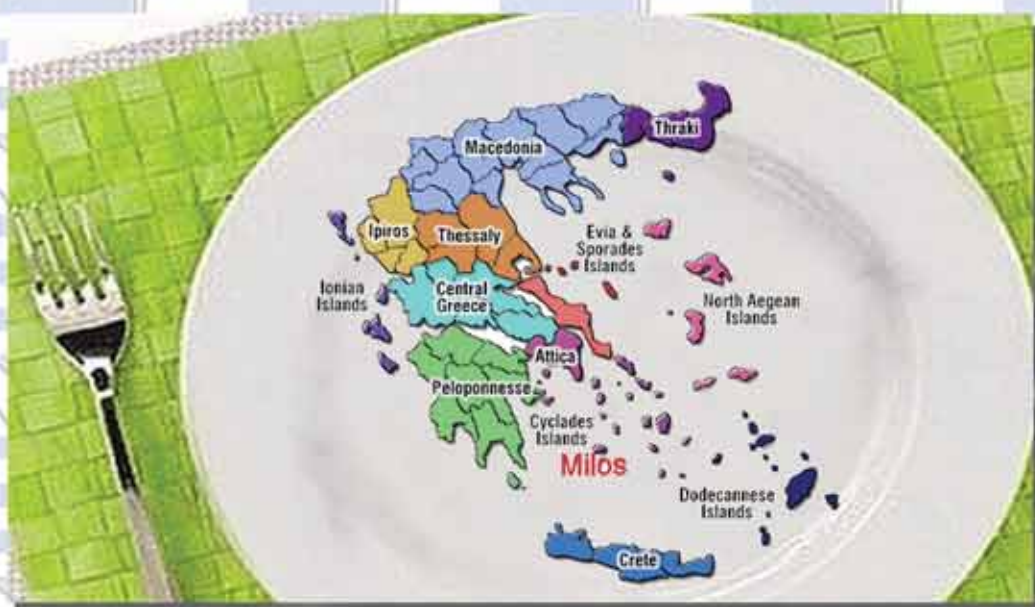 Thraki
Macedonia
Ipiros
Thessaly
Evia &
Sporades
Islands
Ionian
Islands
Central
Greece
North Aegean
Islands
Attica
Peloponnesse
Cyclades
Islands
Milos
Dodecannese
Islands
Crete